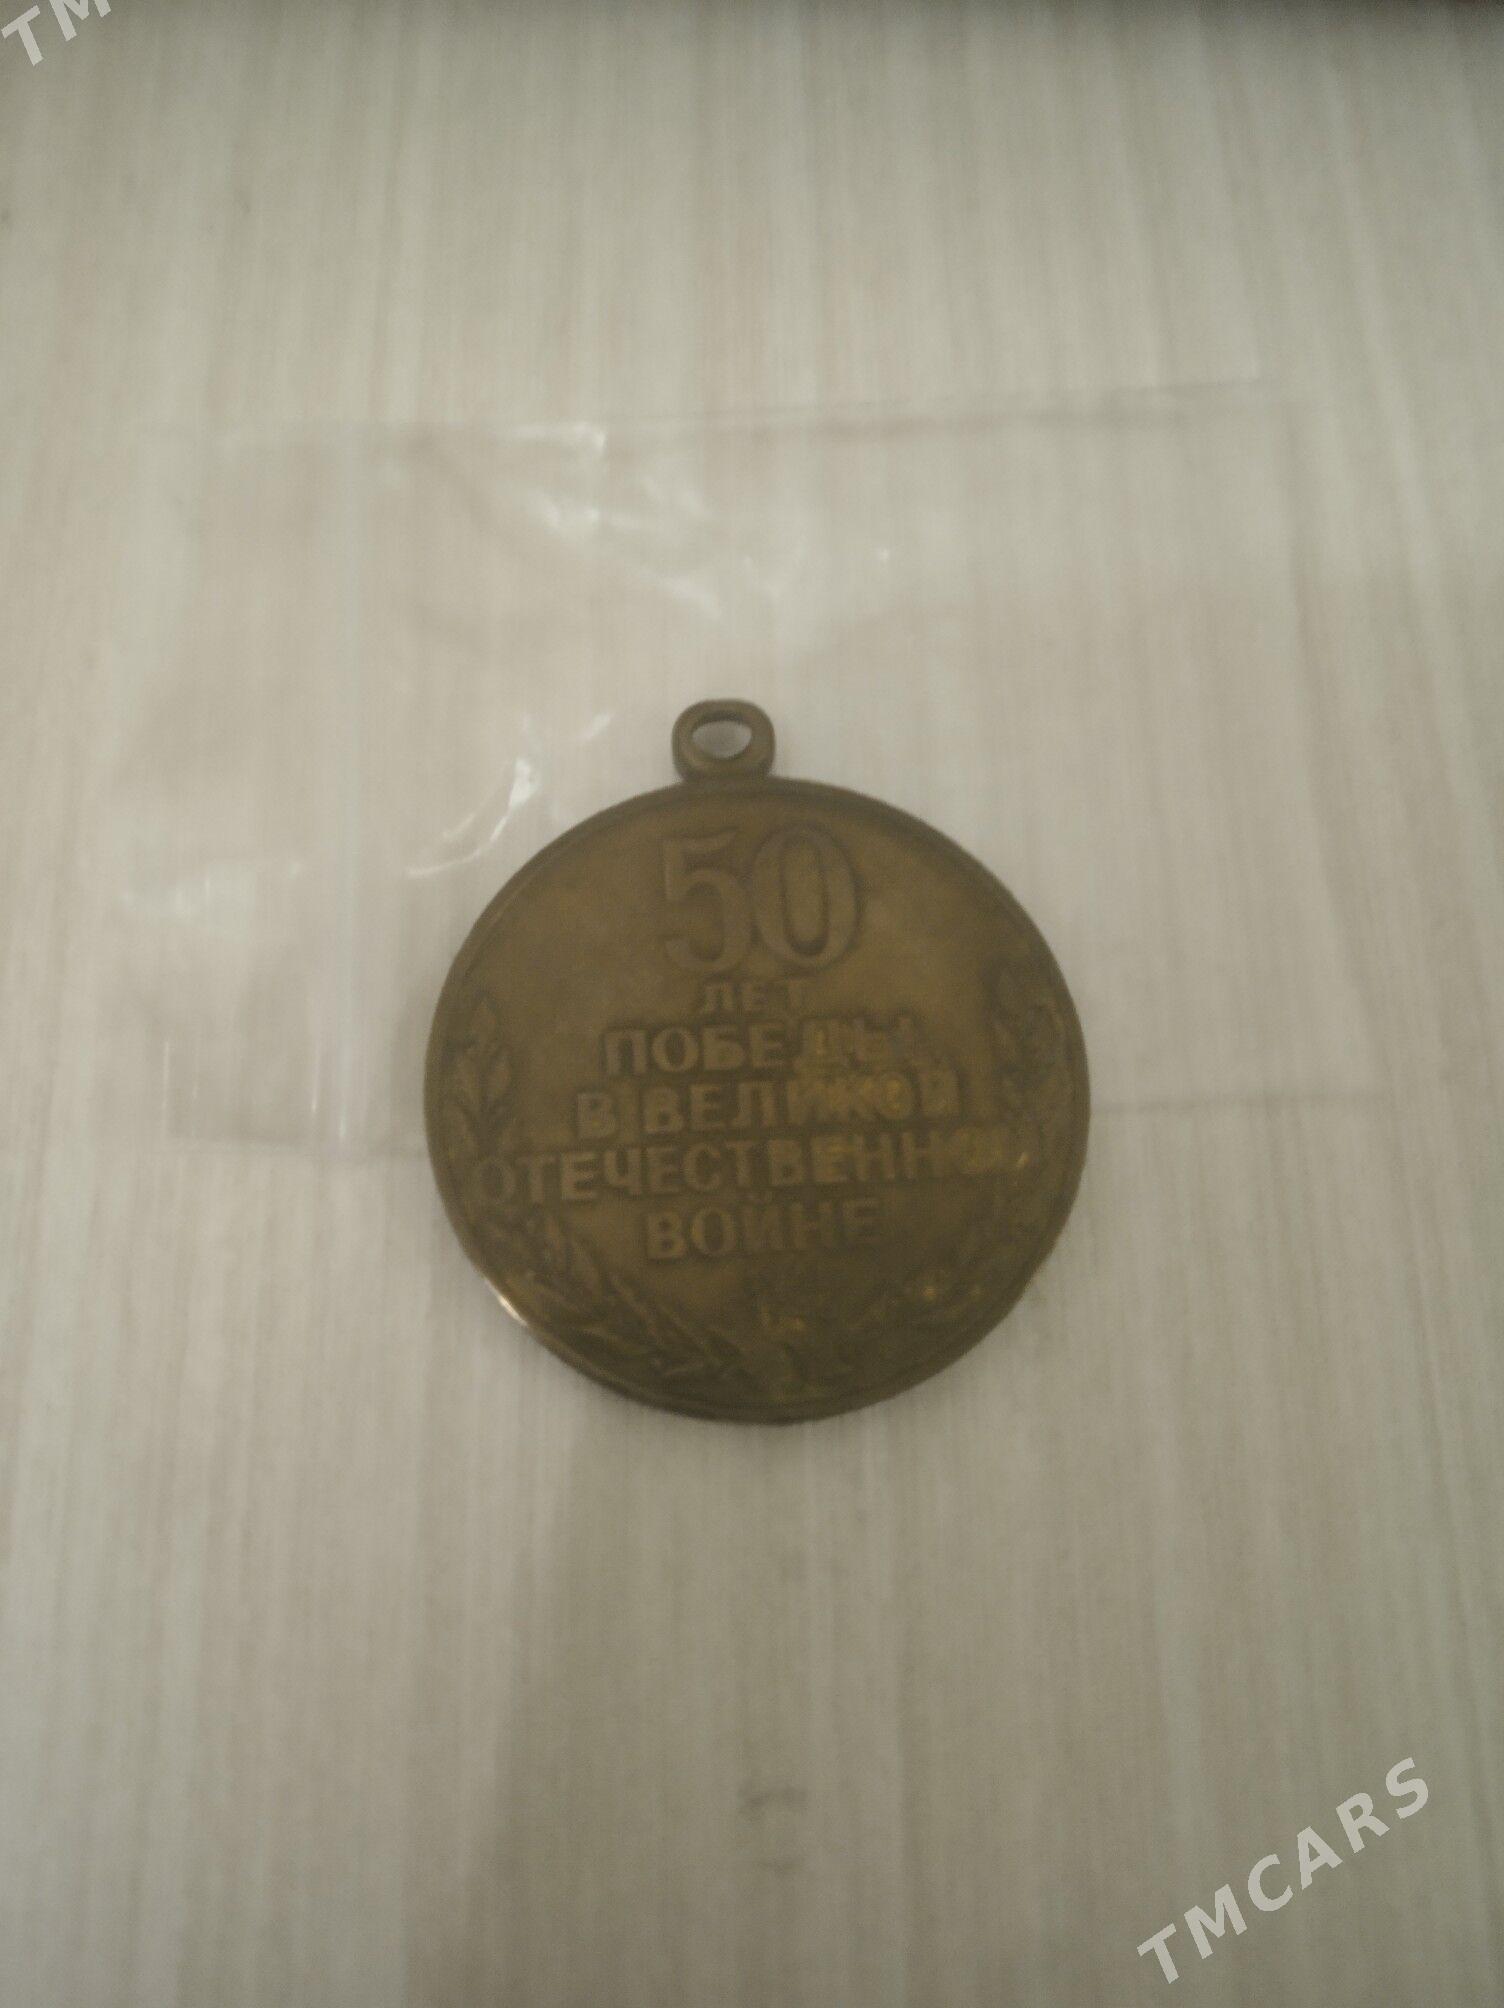 TM
50
ЛЕТ
ПОБЕДЫ
В ВЕЛИКОЙ
ОТЕЧЕСТВЕННОЙ
ВОЙНЕ
TMCARS